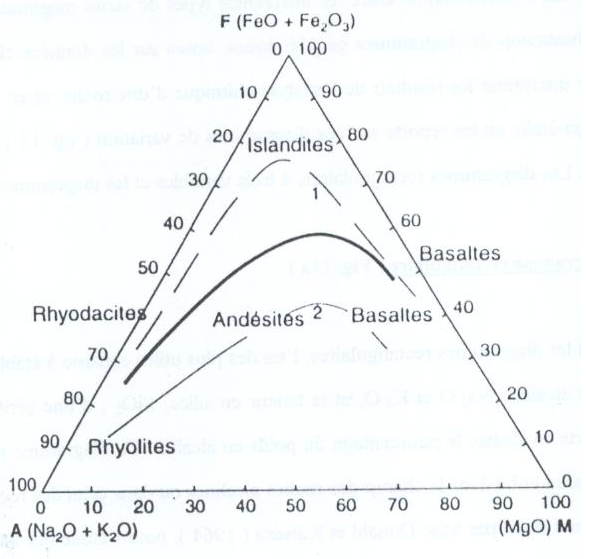 F (FeO + Fe₂O₃)
0 100
10 90
20 80
Islandites
30 1 70
40 60
50 Basaltes
Rhyodacites Andésites 2 Basaltes 40
70 30
80 20
90 Rhyolites 10
100 0
0 10 20 30 40 50 60 70 80 90 100
A (Na₂O + K₂O) (MgO) M